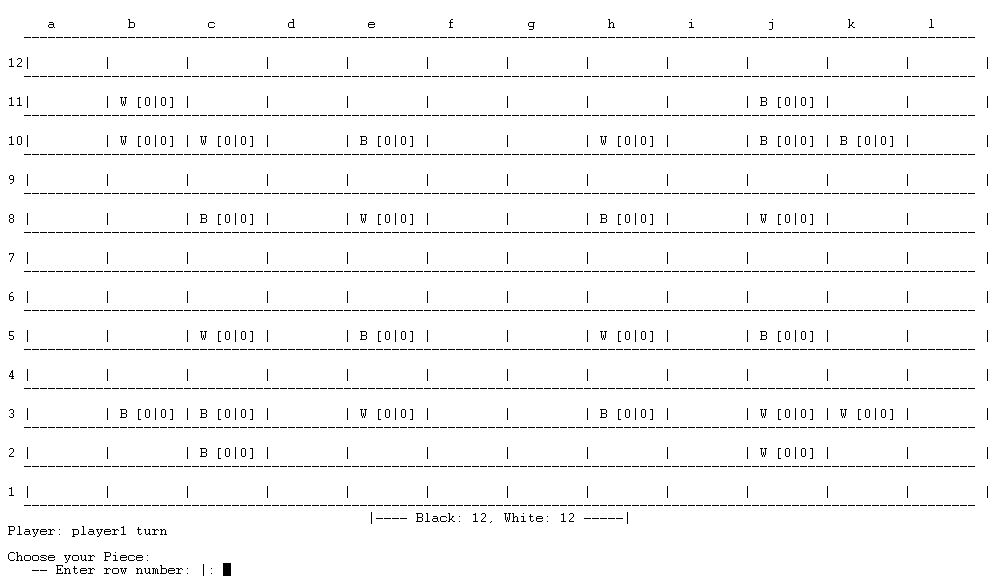 a b c d e f g h i j k l
12| | | | | | | | | | | | |
11| | W [0|0] | | | | | | | | B [0|0] | | |
10| | W [0|0] | W [0|0] | | B [0|0] | | | W [0|0] | | B [0|0] | B [0|0] | |
9 | | | | | | | | | | | | |
8 | | | B [0|0] | | W [0|0] | | | B [0|0] | | W [0|0] | | |
7 | | | | | | | | | | | | |
6 | | | | | | | | | | | | |
5 | | | W [0|0] | | B [0|0] | | | W [0|0] | | B [0|0] | | |
4 | | | | | | | | | | | | |
3 | | B [0|0] | B [0|0] | | W [0|0] | | | B [0|0] | | W [0|0] | W [0|0] | |
2 | | | B [0|0] | | | | | | | W [0|0] | | |
1 | | | | | | | | | | | | |
|---- Black: 12, White: 12 -----|
Player: player1 turn
Choose your Piece:
-- Enter row number: |: